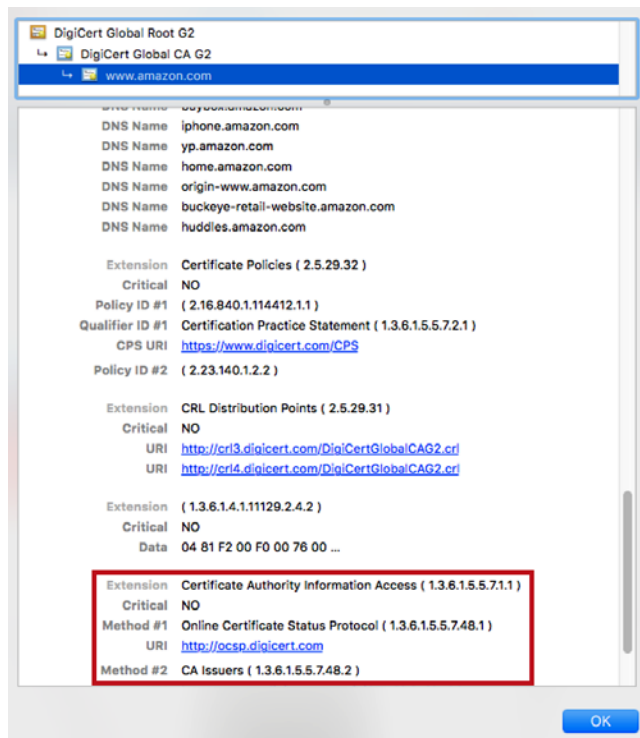 DigiCert Global Root G2
DigiCert Global CA G2
www.amazon.com
DNS Name buybox.amazon.com
DNS Name iphone.amazon.com
DNS Name yp.amazon.com
DNS Name home.amazon.com
DNS Name origin-www.amazon.com
DNS Name buckeye-retail-website.amazon.com
DNS Name huddles.amazon.com
Extension Certificate Policies ( 2.5.29.32 )
Critical NO
Policy ID #1 ( 2.16.840.1.114412.1.1 )
Qualifier ID #1 Certification Practice Statement ( 1.3.6.1.5.5.7.2.1 )
CPS URI https://www.digicert.com/CPS
Policy ID #2 ( 2.23.140.1.2.2 )
Extension CRL Distribution Points ( 2.5.29.31 )
Critical NO
URI http://crl3.digicert.com/DigiCertGlobalCAG2.crl
URI http://crl4.digicert.com/DigiCertGlobalCAG2.crl
Extension ( 1.3.6.1.4.1.11129.2.4.2 )
Critical NO
Data 04 81 F2 00 F0 00 76 00 ...
Extension Certificate Authority Information Access ( 1.3.6.1.5.5.7.1.1 )
Critical NO
Method #1 Online Certificate Status Protocol ( 1.3.6.1.5.5.7.48.1 )
URI http://ocsp.digicert.com
Method #2 CA Issuers ( 1.3.6.1.5.5.7.48.2 )
OK